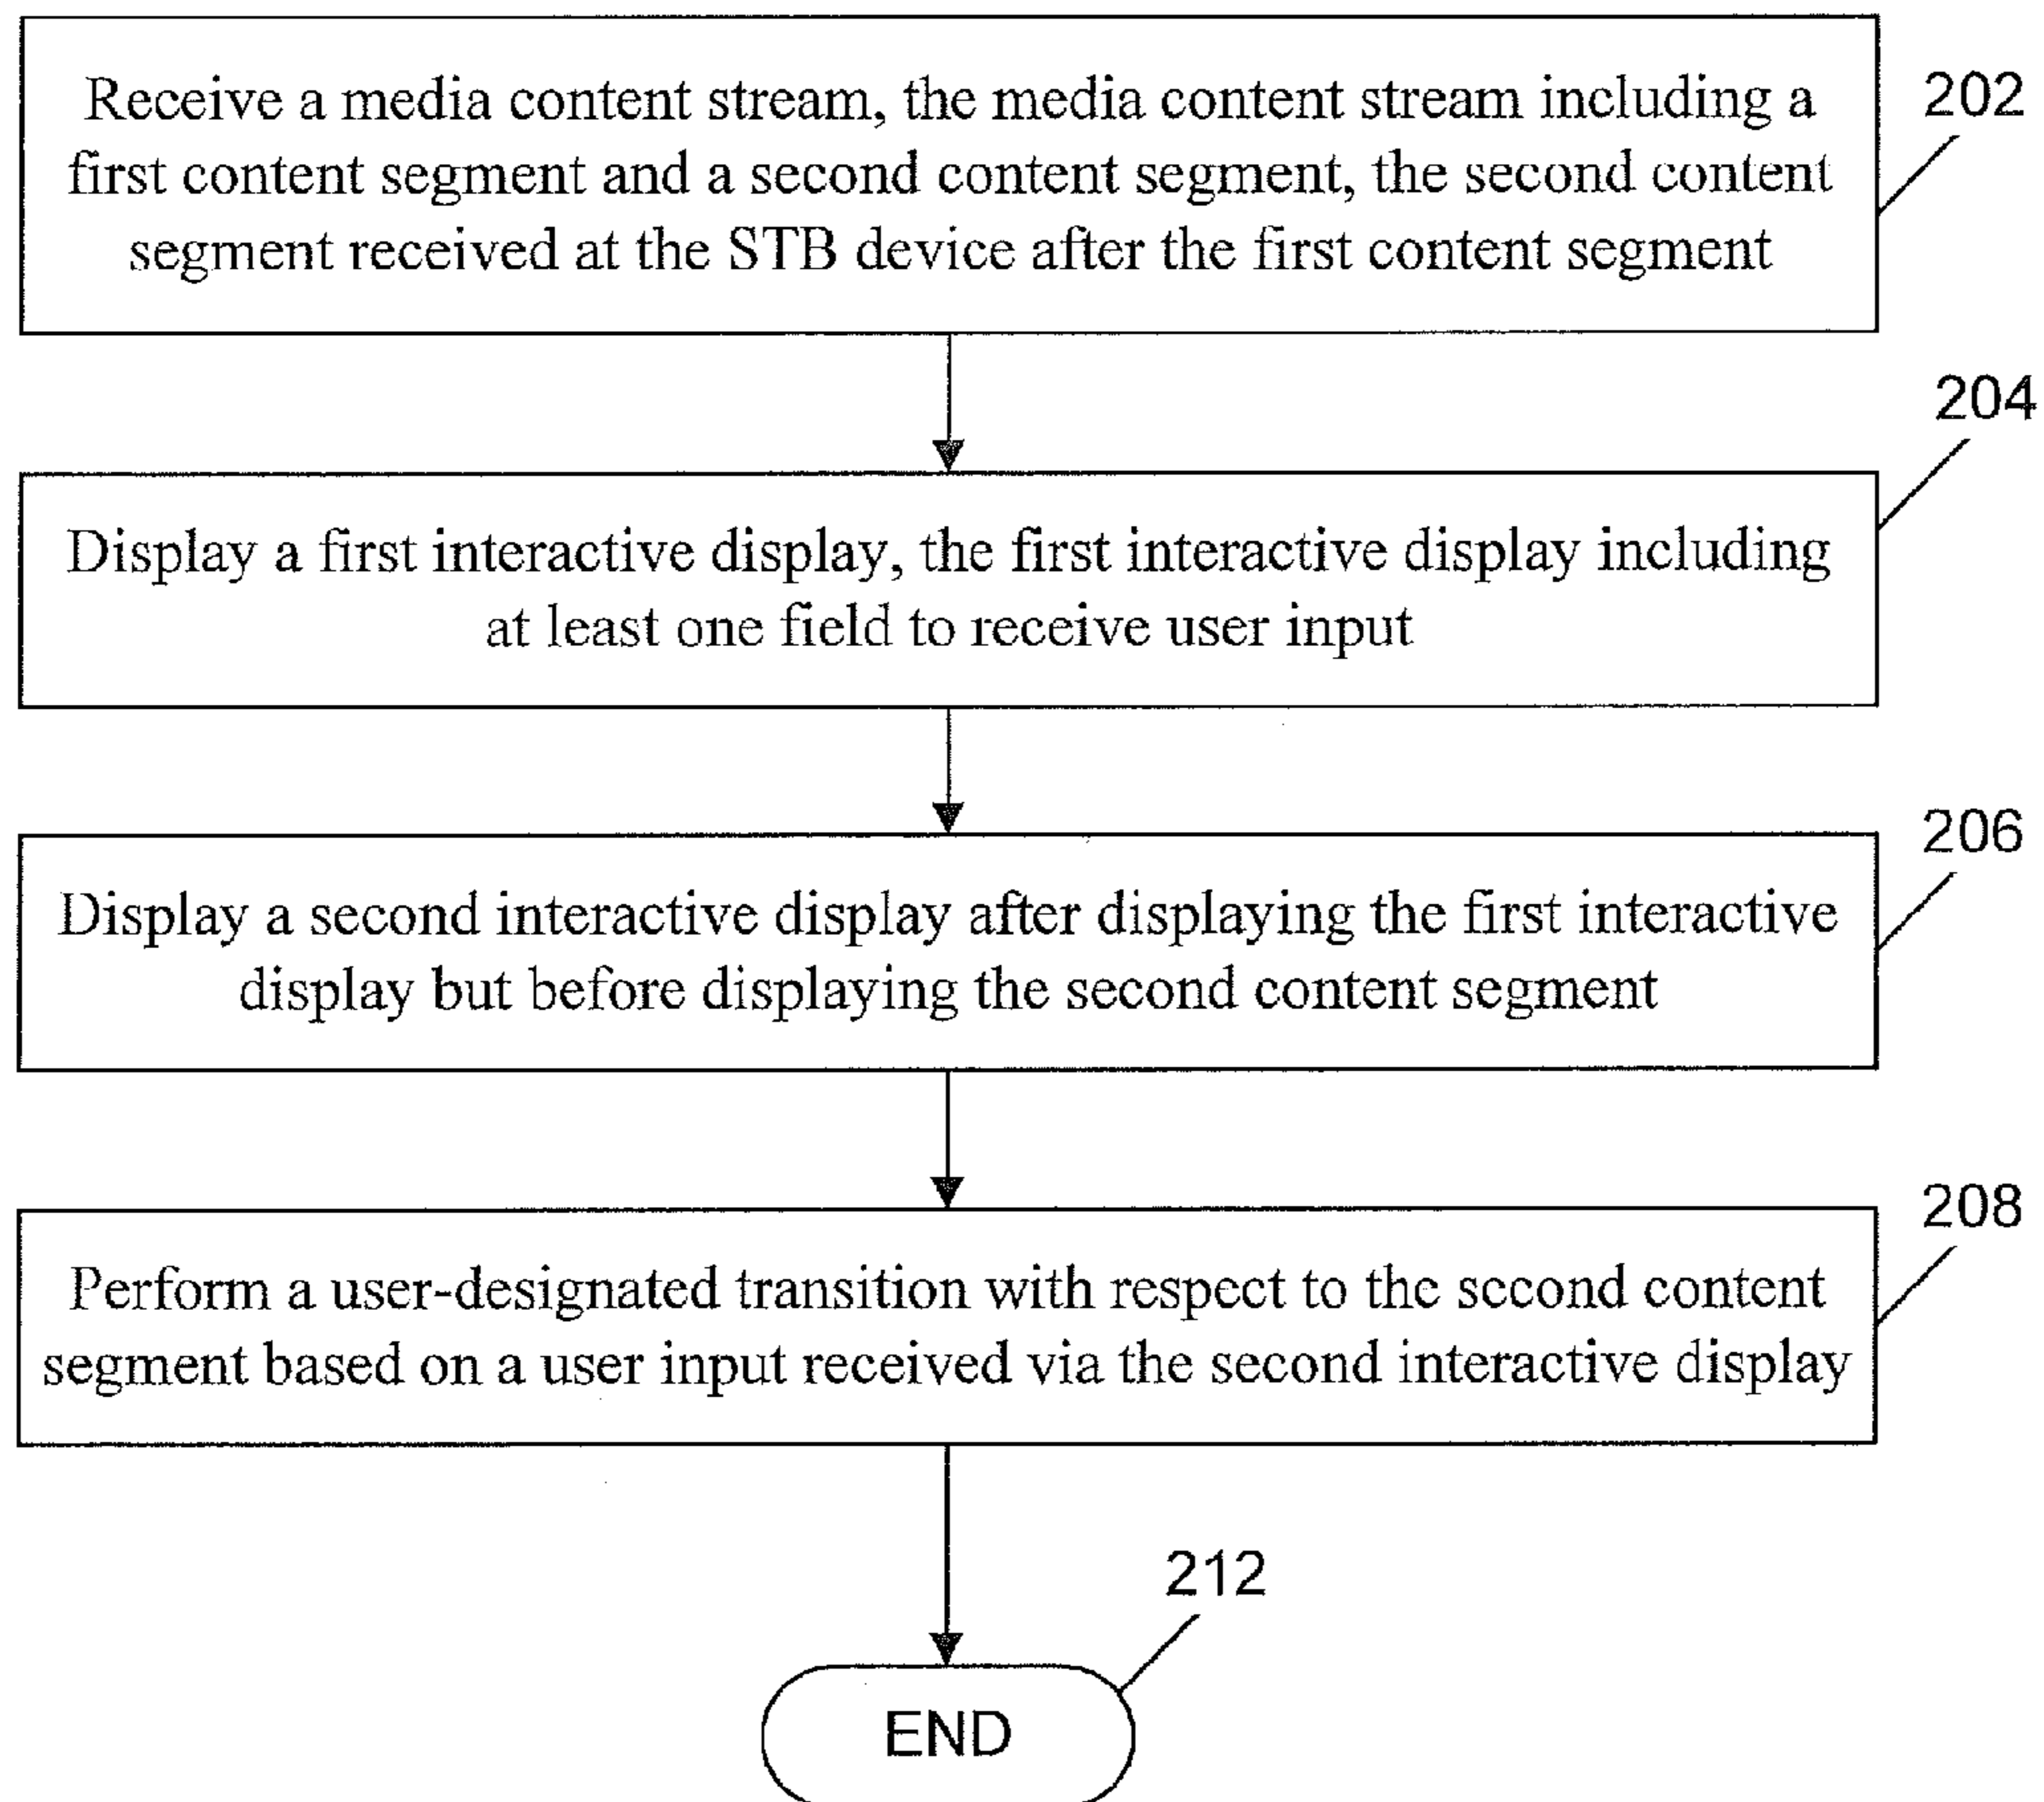 Receive a media content stream, the media content stream including a
first content segment and a second content segment, the second content
segment received at the STB device after the first content segment
202
204
Display a first interactive display, the first interactive display including
at least one field to receive user input
206
Display a second interactive display after displaying the first interactive
display but before displaying the second content segment
208
Perform a user-designated transition with respect to the second content
segment based on a user input received via the second interactive display
212
END